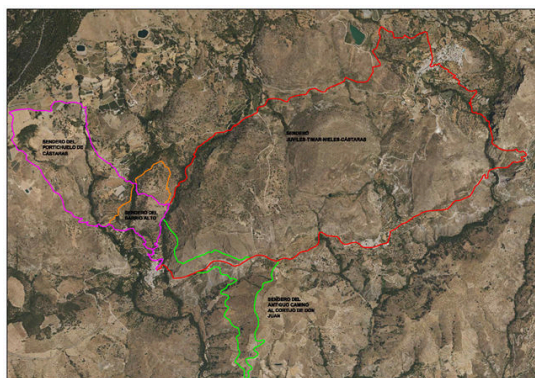 SENDERO DEL
PORTICHUELO DE
CÁSTARAS
SENDERO
JUVILES-TIMAR-NIELES-CÁSTARAS
SENDERO DEL
BARRIO ALTO
SENDERO DEL
ANTIGUO CAMINO
AL CORTIJO DE DON
JUAN